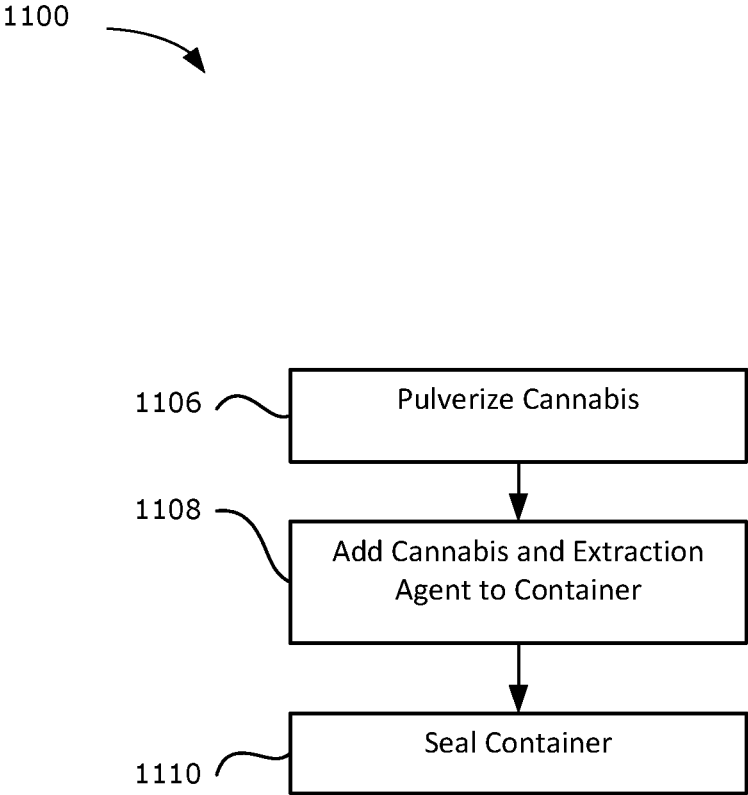 1100
1106
Pulverize Cannabis
1108
Add Cannabis and Extraction
Agent to Container
Seal Container
1110